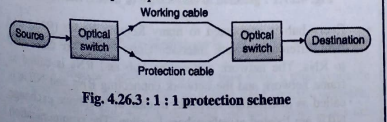 Working cable
Source
Optical
switch
Optical
switch
Destination
Protection cable
Fig. 4.26.3 : 1 : 1 protection scheme